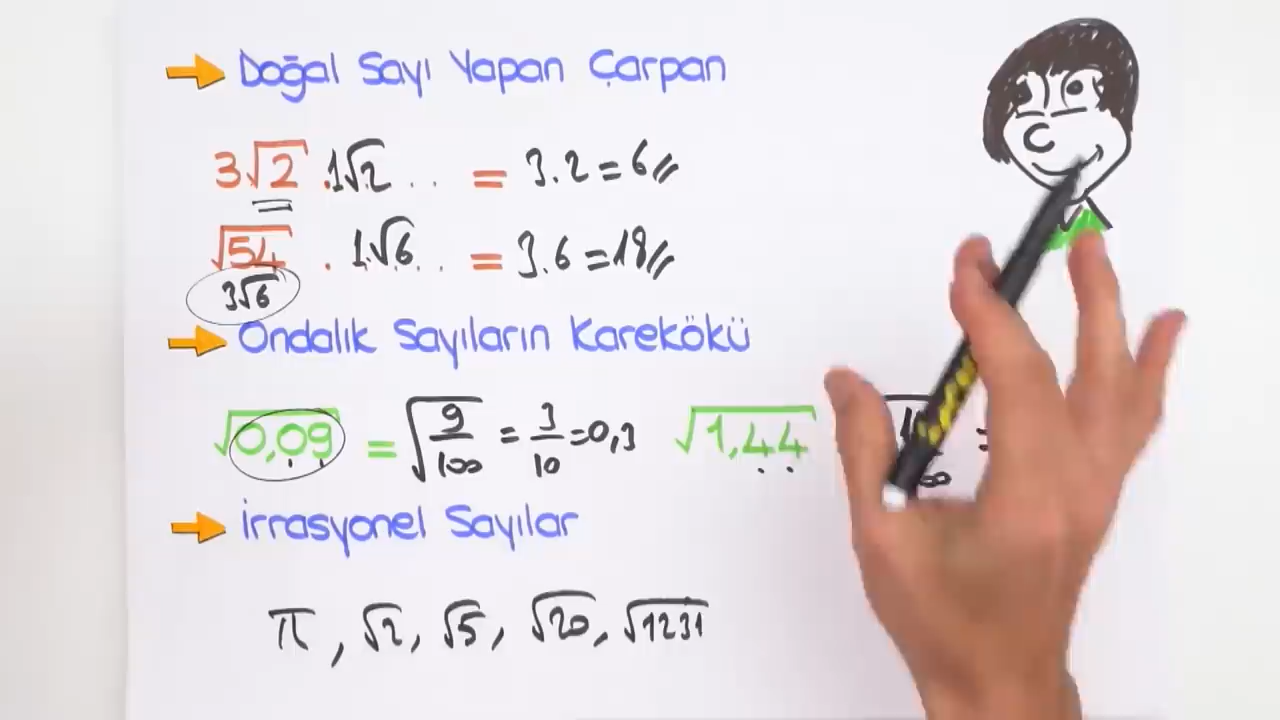 Doğal Sayı Yapan Çarpan
3√2 . 1√2 .. = 3.2=6
√54 . 1√6 .. = 3.6=18
3√6
Ondalık Sayıların Karekökü
√0,09 = √9/100 = 3/10 =0,3 √1,44
İrrasyonel Sayılar
π, √2, √5, √20, √1231